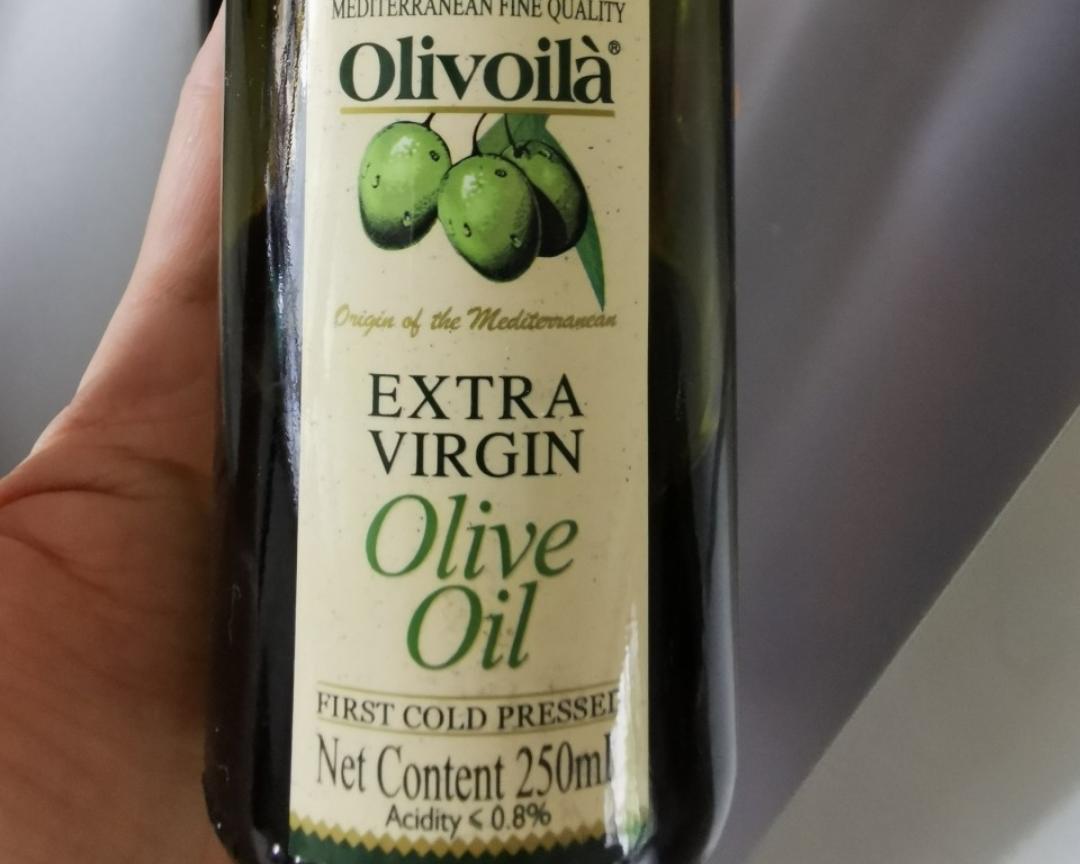 MEDITERRANEAN FINE QUALITY
Olivoilà®
Origin of the Mediterranean
EXTRA
VIRGIN
Olive
Oil
FIRST COLD PRESSED
Net Content 250ml
Acidity ⩽ 0.8%